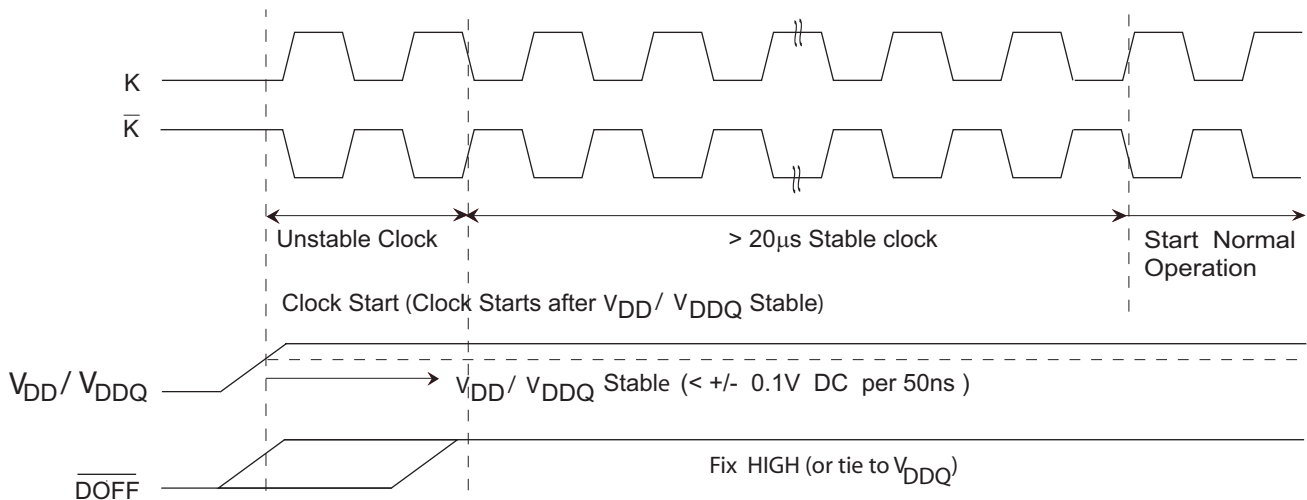 K
K̅
Unstable Clock
> 20μs Stable clock
Start Normal
Operation
Clock Start (Clock Starts after VDD/ VDDQ Stable)
VDD/ VDDQ
VDD/ VDDQ Stable (< +/- 0.1V DC per 50ns )
Fix HIGH (or tie to VDDQ)
D̅O̅F̅F̅